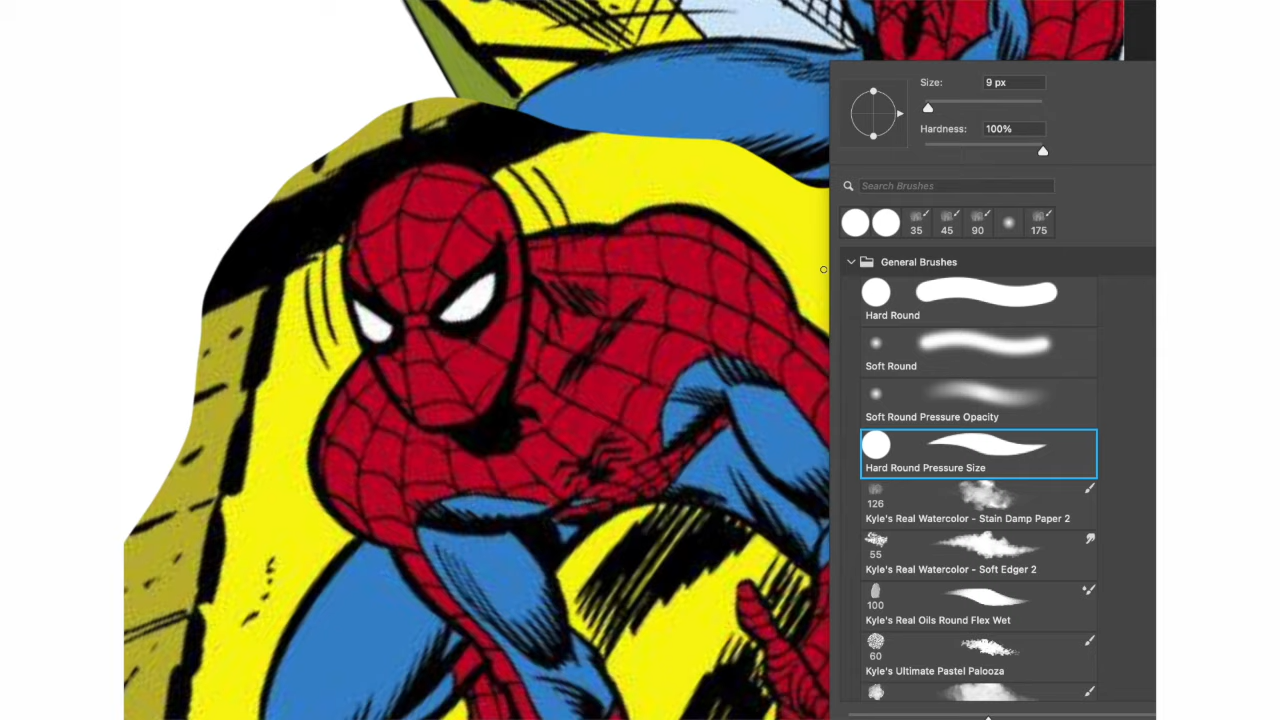 Size: 9 px
Hardness: 100%
Search Brushes
35 45 90 175
General Brushes
Hard Round
Soft Round
Soft Round Pressure Opacity
Hard Round Pressure Size
126
Kyle's Real Watercolor - Stain Damp Paper 2
55
Kyle's Real Watercolor - Soft Edger 2
100
Kyle's Real Oils Round Flex Wet
60
Kyle's Ultimate Pastel Palooza